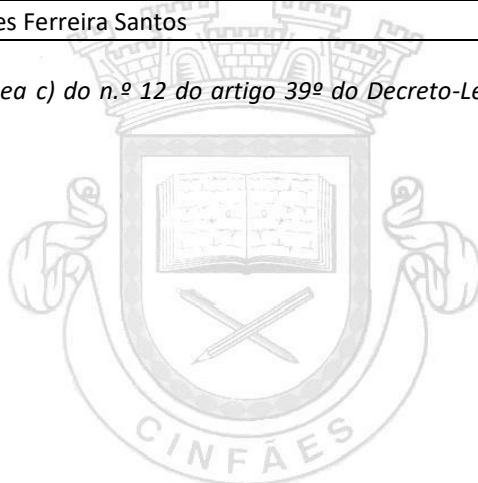 es Ferreira Santos
ea c) do n.º 12 do artigo 39º do Decreto-Le
CINFÃES